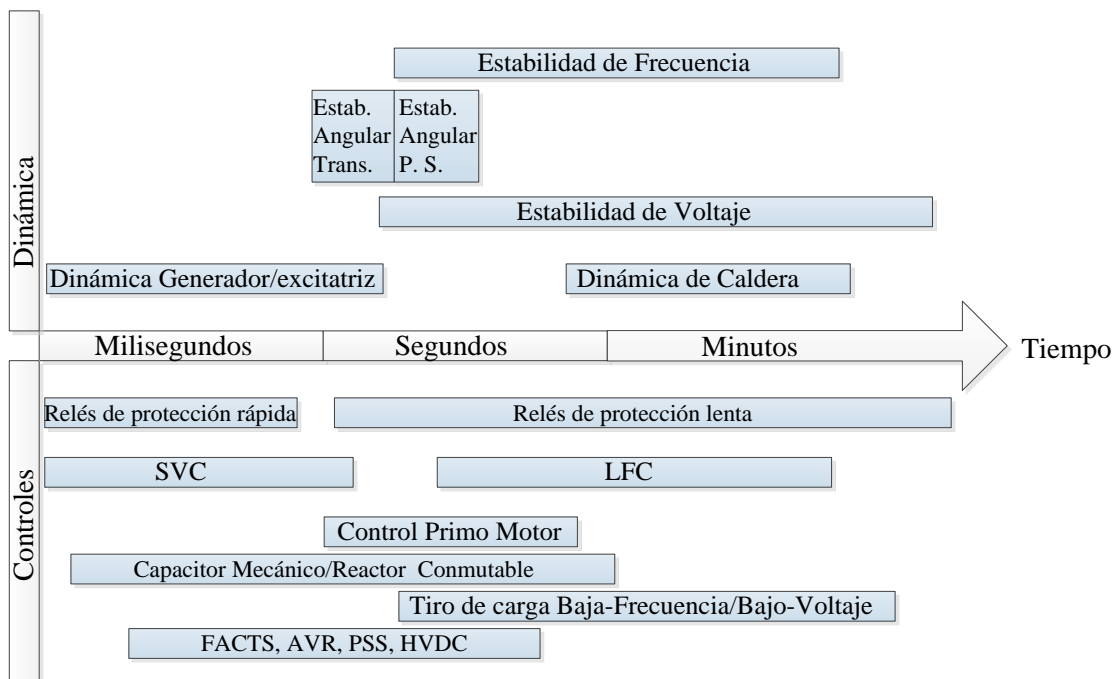 Dinámica
Estabilidad de Frecuencia
Estab.
Angular
Trans.
Estab.
Angular
P. S.
Estabilidad de Voltaje
Dinámica Generador/excitatriz
Dinámica de Caldera
Milisegundos
Segundos
Minutos
Tiempo
Controles
Relés de protección rápida
Relés de protección lenta
SVC
LFC
Control Primo Motor
Capacitor Mecánico/Reactor Conmutable
Tiro de carga Baja-Frecuencia/Bajo-Voltaje
FACTS, AVR, PSS, HVDC